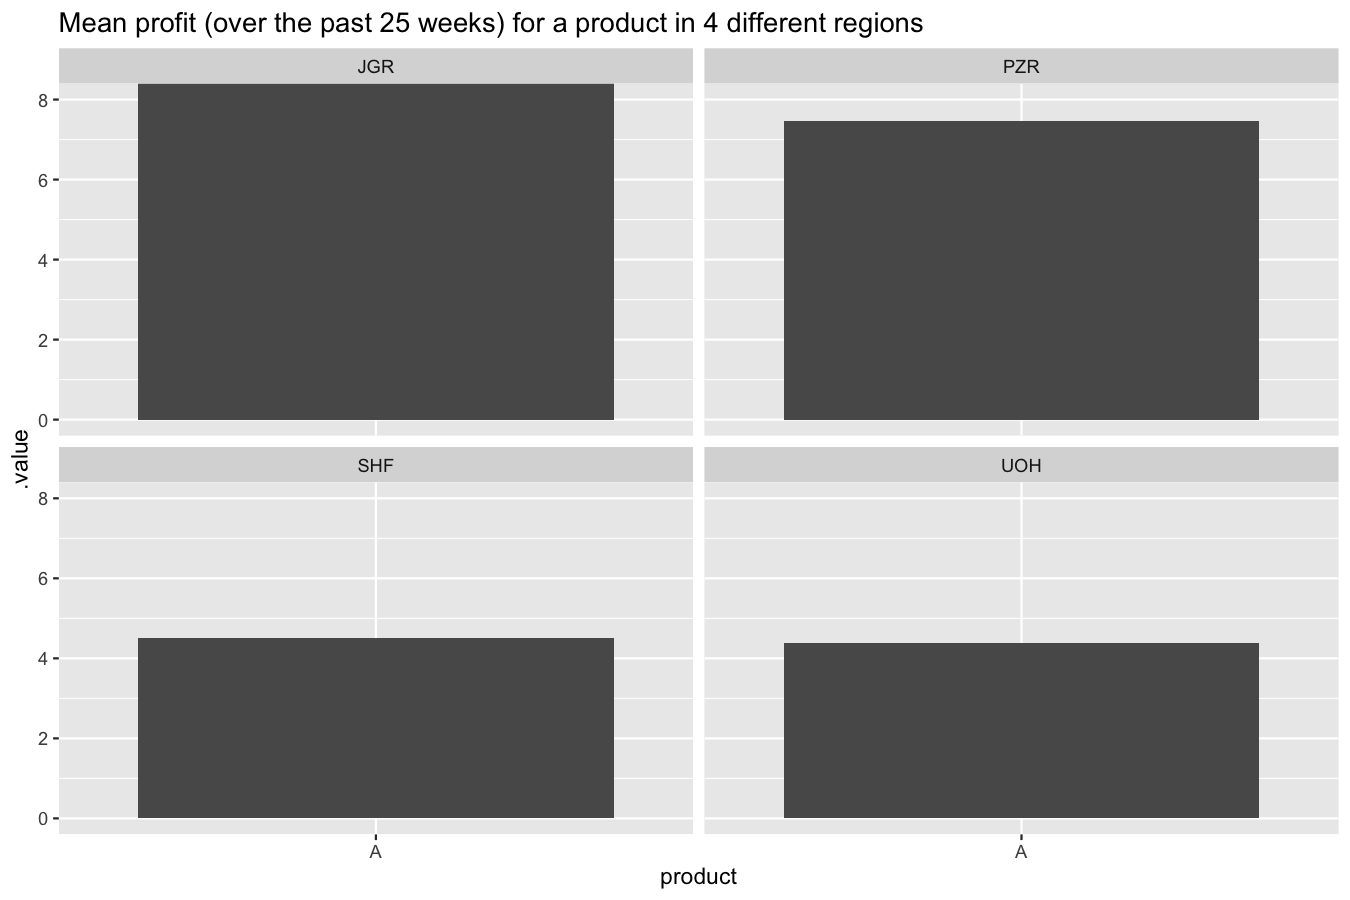 Mean profit (over the past 25 weeks) for a product in 4 different regions
JGR
PZR
8
6
4
2
0
SHF
UOH
8
6
4
2
0
.value
A
A
product